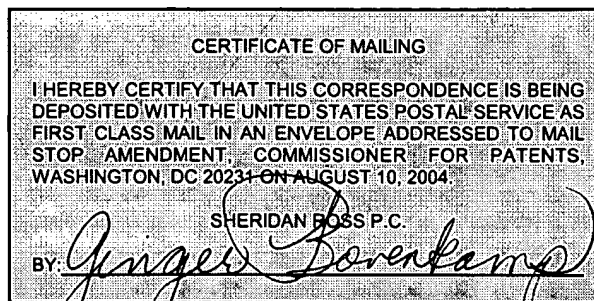 CERTIFICATE OF MAILING
I HEREBY CERTIFY THAT THIS CORRESPONDENCE IS BEING
DEPOSITED WITH THE UNITED STATES POSTAL SERVICE AS
FIRST CLASS MAIL IN AN ENVELOPE ADDRESSED TO MAIL
STOP AMENDMENT, COMMISSIONER FOR PATENTS,
WASHINGTON, DC 20231 ON AUGUST 10, 2004.
SHERIDAN ROSS P.C.
BY: Ginger Bovenkamp